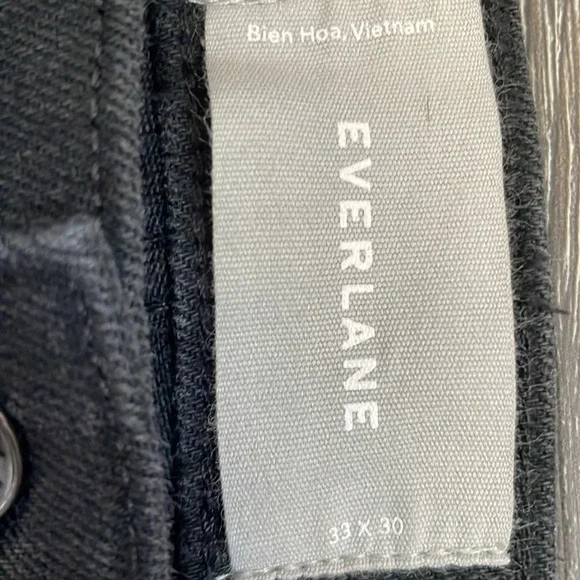 Bien Hoa, Vietnam
EVERLANE
33 X 30